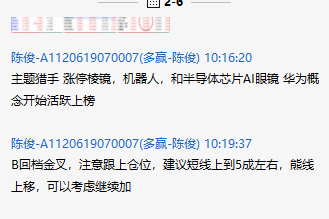 2-6
陈俊-A1120619070007(多赢-陈俊) 10:16:20
主题猎手 涨停棱镜，机器人，和半导体芯片AI眼镜 华为概
念开始活跃上榜
陈俊-A1120619070007(多赢-陈俊) 10:19:37
B回档金叉，注意跟上仓位，建议短线上到5成左右，能线
上移，可以考虑继续加